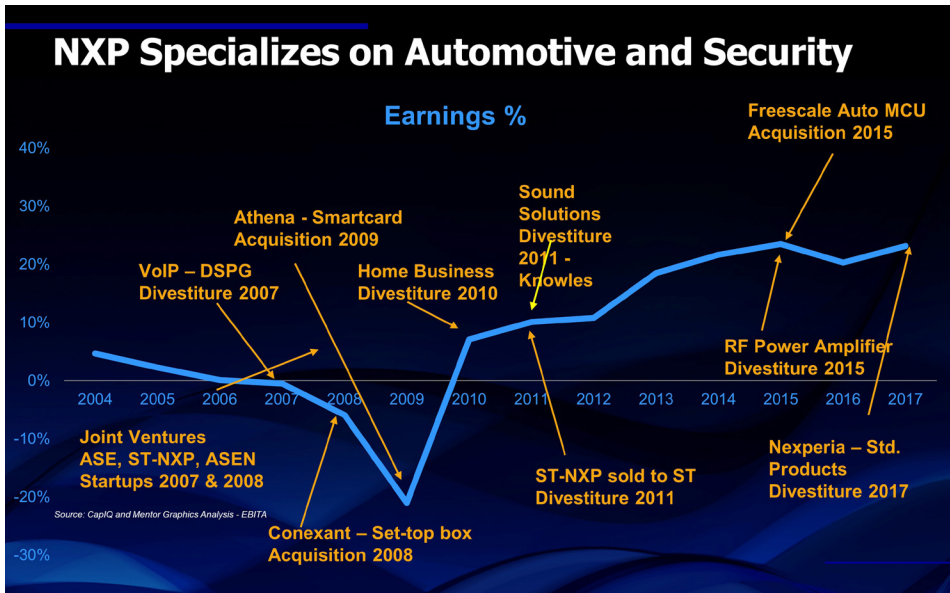 NXP Specializes on Automotive and Security
Earnings %
Freescale Auto MCU
Acquisition 2015
40%
30%
20%
10%
0%
-10%
-20%
-30%
Sound
Solutions
Divestiture
2011 -
Knowles
Athena - Smartcard
Acquisition 2009
VoIP – DSPG
Divestiture 2007
Home Business
Divestiture 2010
RF Power Amplifier
Divestiture 2015
2004 2005 2006 2007 2008 2009 2010 2011 2012 2013 2014 2015 2016 2017
Joint Ventures
ASE, ST-NXP, ASEN
Startups 2007 & 2008
ST-NXP sold to ST
Divestiture 2011
Nexperia – Std.
Products
Divestiture 2017
Source: CapIQ and Mentor Graphics Analysis - EBITA
Conexant – Set-top box
Acquisition 2008